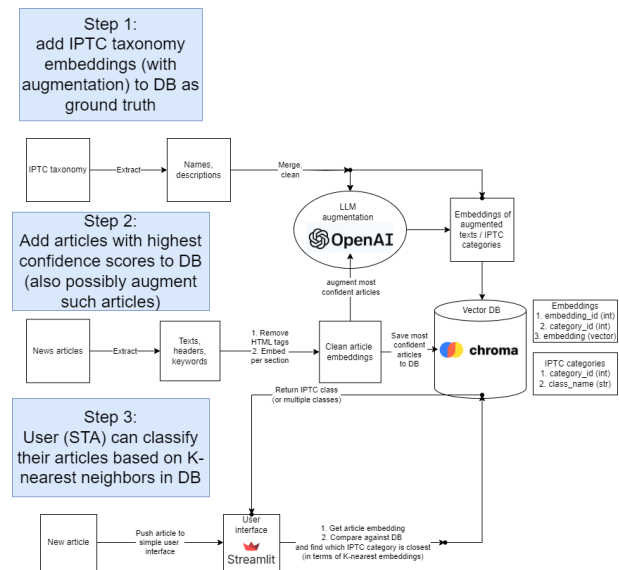 Step 1:
add IPTC taxonomy
embeddings (with
augmentation) to DB as
ground truth
IPTC taxonomy
Extract
Names,
descriptions
Merge,
clean
LLM
augmentation
OpenAI
Embeddings of
augmented
texts / IPTC
categories
Step 2:
Add articles with highest
confidence scores to DB
(also possibly augment
such articles)
augment most
confident articles
News articles
Extract
Texts,
headers,
keywords
1. Remove
HTML tags
2. Embed
per section
Clean article
embeddings
Save most
confident
articles
to DB
Vector DB
chroma
Embeddings
1. embedding_id (int)
2. category_id (int)
3. embedding (vector)
IPTC categories
1. category_id (int)
2. class_name (str)
Step 3:
User (STA) can classify
their articles based on K-
nearest neighbors in DB
Return IPTC class
(or multiple classes)
New article
Push article to
simple user
interface
User
interface
Streamlit
1. Get article embedding
2. Compare against DB
and find which IPTC category is closest
(in terms of K-nearest embeddings)